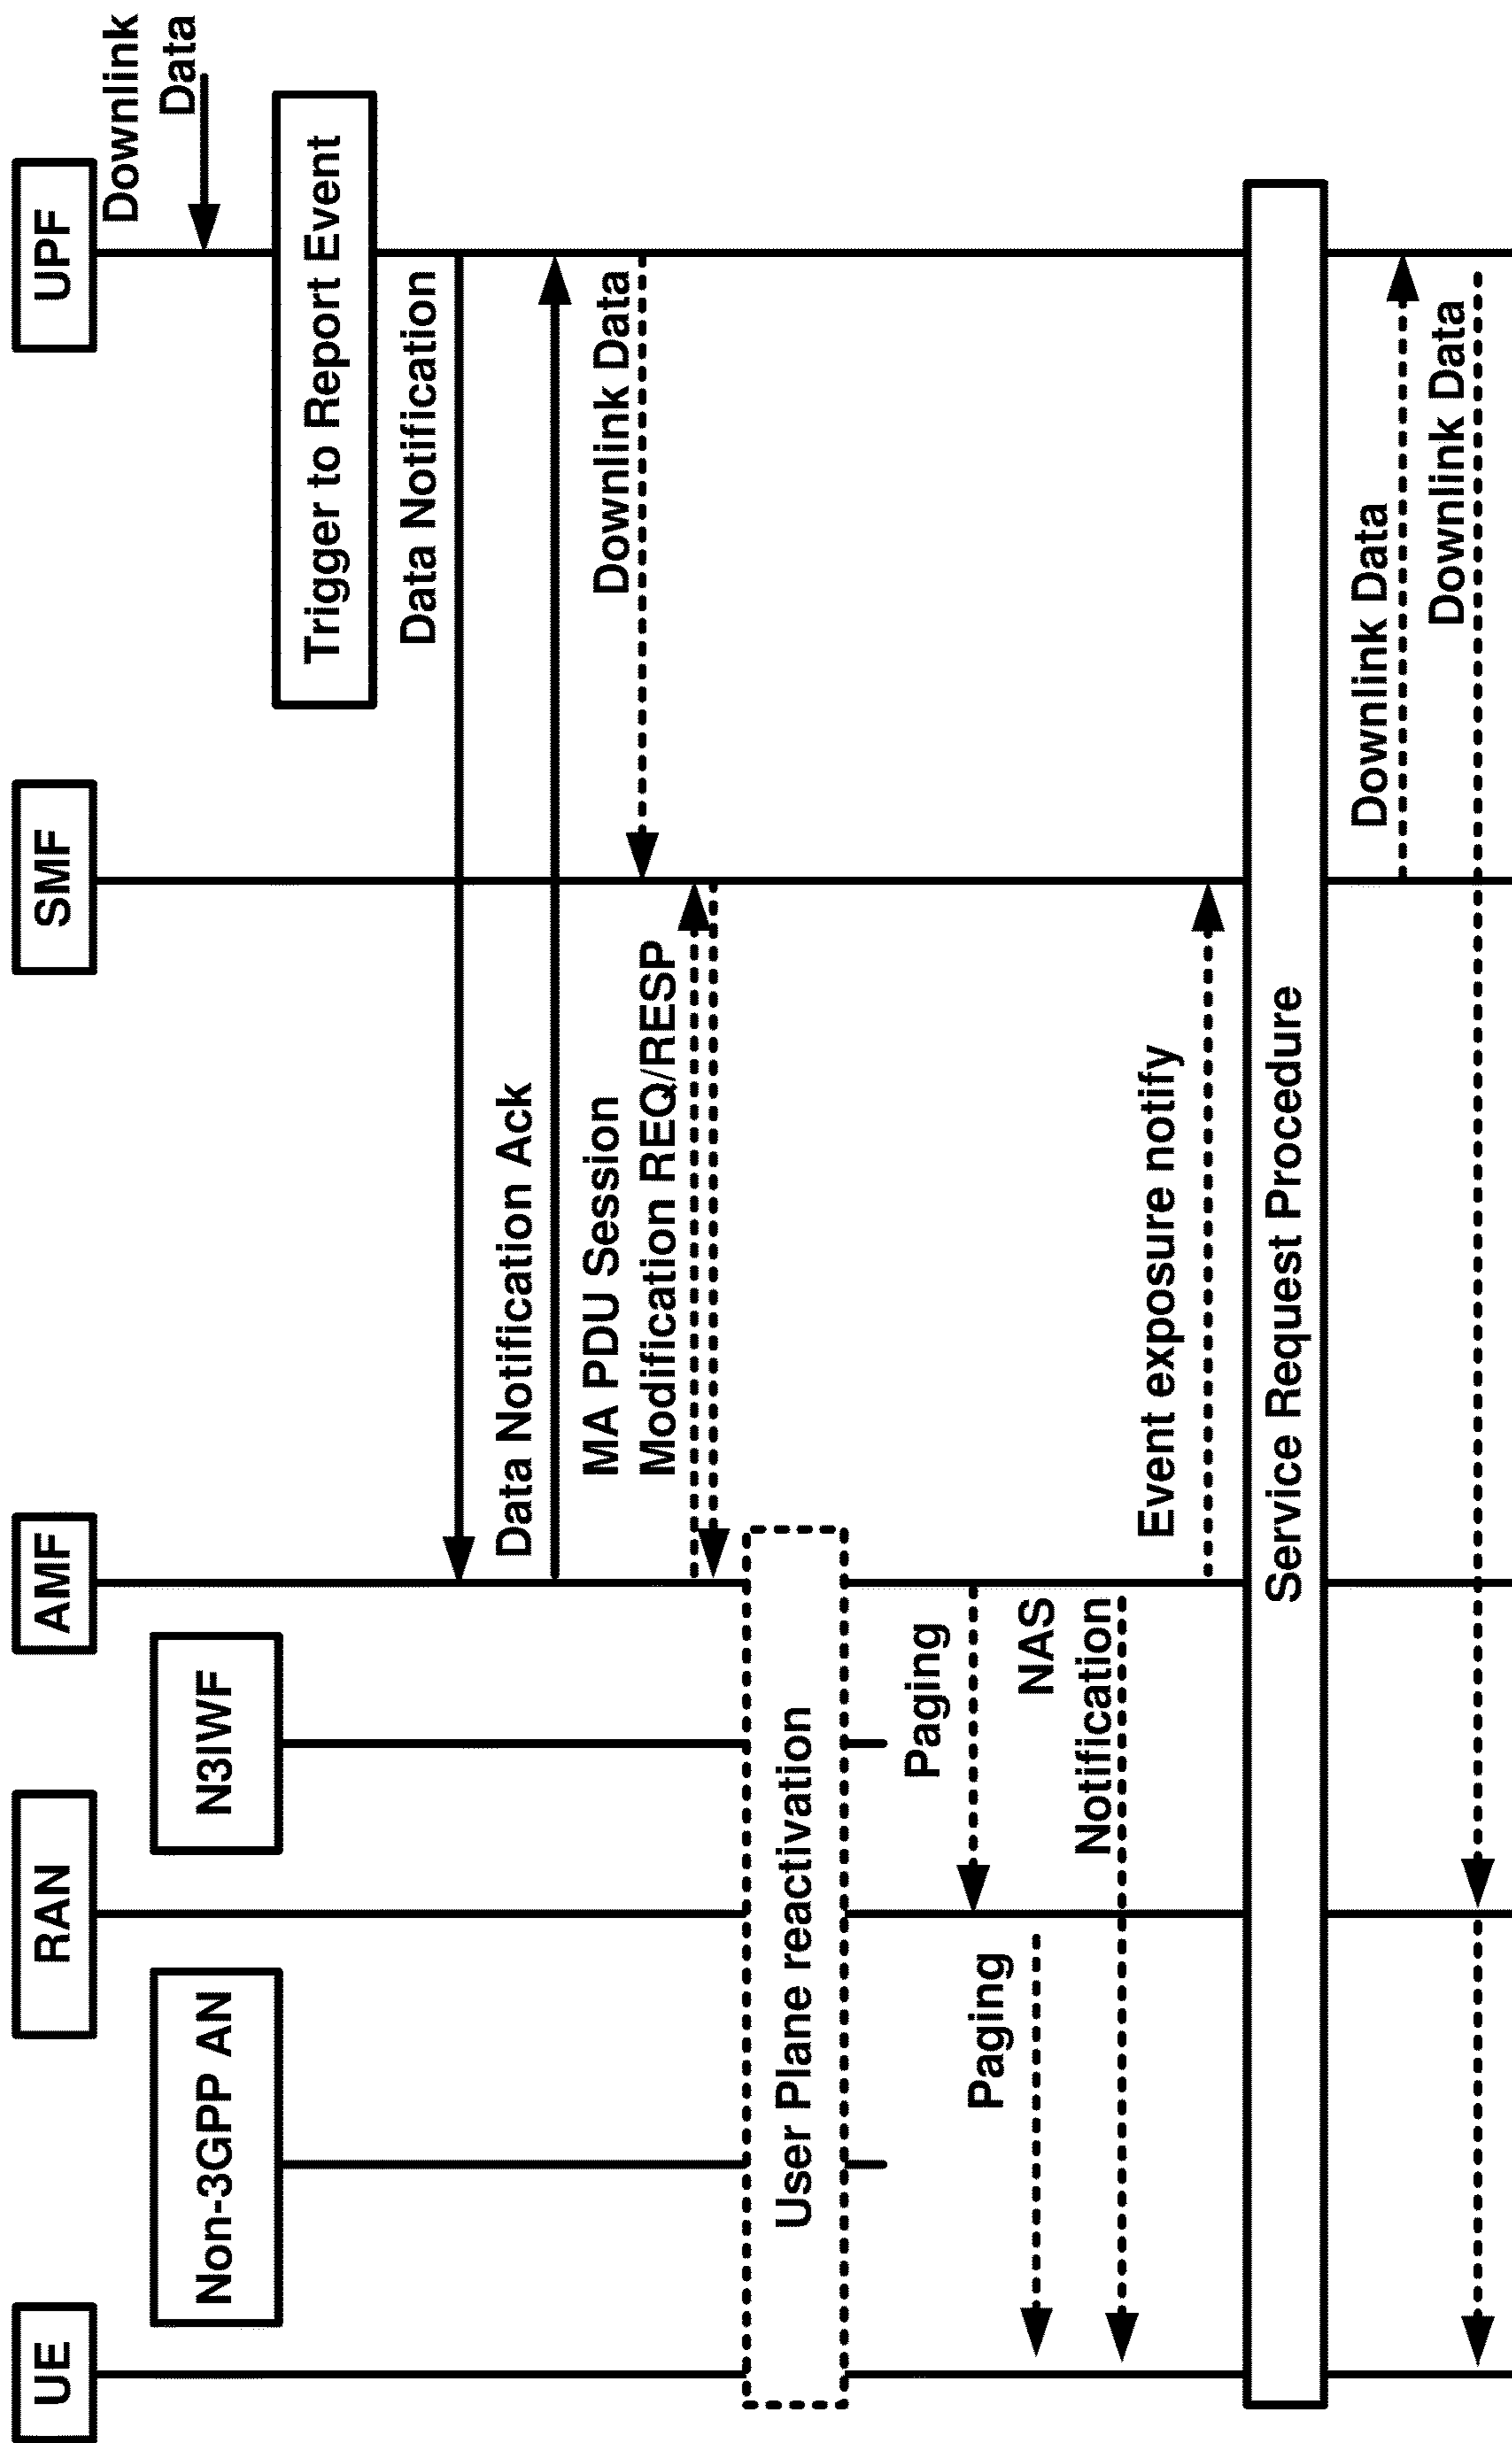 UE
Non-3GPP AN
RAN
N3IWF
AMF
SMF
UPF
Downlink
Data
Trigger to Report Event
Data Notification
Data Notification Ack
Downlink Data
MA PDU Session
Modification REQ/RESP
User Plane reactivation
Paging
Paging
NAS
Notification
Event exposure notify
Service Request Procedure
Downlink Data
Downlink Data